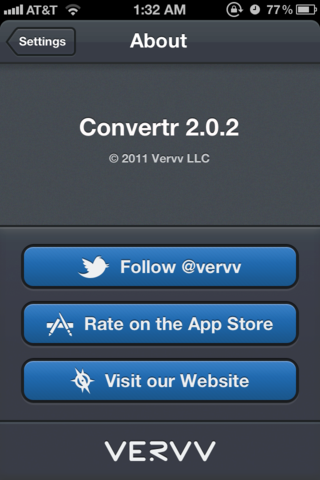 AT&T 1:32 AM 77%
Settings About
Convertr 2.0.2
© 2011 Vervv LLC
Follow @vervv
Rate on the App Store
Visit our Website
VERVV